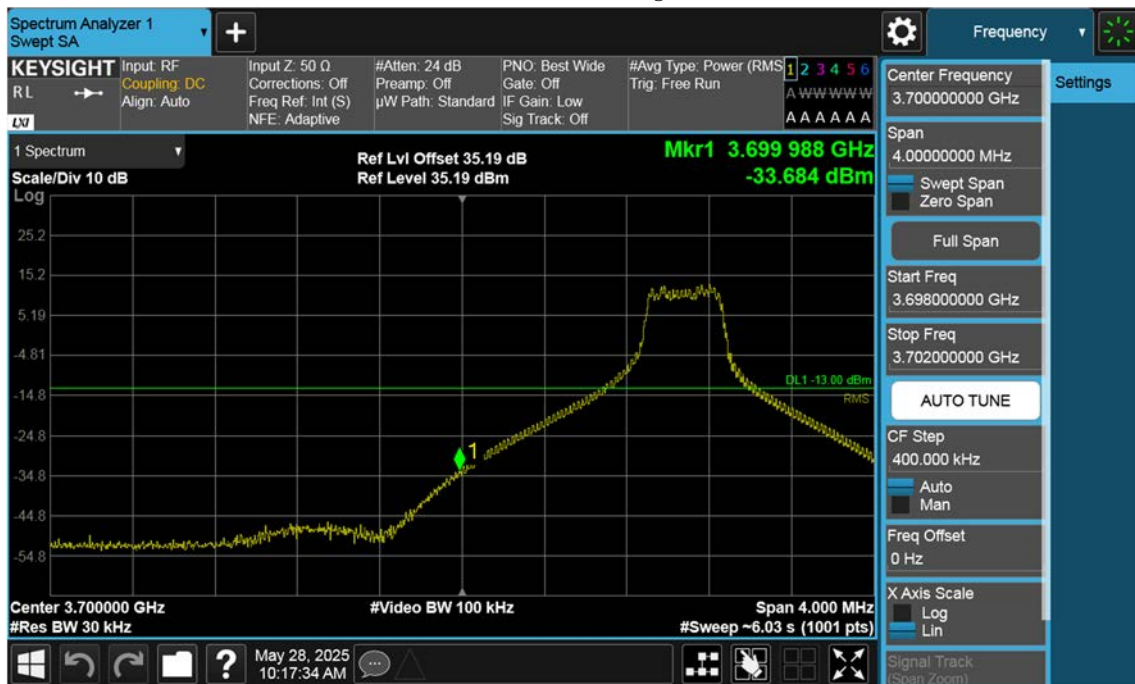 Spectrum Analyzer 1
Swept SA
+
Frequency
KEYSIGHT
RL
LXI
Input: RF
Coupling: DC
Align: Auto
Input Z: 50 Ω
Corrections: Off
Freq Ref: Int (S)
NFE: Adaptive
#Atten: 24 dB
Preamp: Off
µW Path: Standard
PNO: Best Wide
Gate: Off
IF Gain: Low
Sig Track: Off
#Avg Type: Power (RMS
Trig: Free Run
1 2 3 4 5 6
A W W W W W
A A A A A A
1 Spectrum
Scale/Div 10 dB
Ref Lvl Offset 35.19 dB
Ref Level 35.19 dBm
Mkr1 3.699 988 GHz
-33.684 dBm
Log
25.2
15.2
5.19
-4.81
-14.8
-24.8
-34.8
-44.8
-54.8
DL1 -13.00 dBm
RMS
1
Center 3.700000 GHz
#Res BW 30 kHz
#Video BW 100 kHz
Span 4.000 MHz
#Sweep ~6.03 s (1001 pts)
Center Frequency
3.700000000 GHz
Span
4.00000000 MHz
Swept Span
Zero Span
Full Span
Start Freq
3.698000000 GHz
Stop Freq
3.702000000 GHz
AUTO TUNE
CF Step
400.000 kHz
Auto
Man
Freq Offset
0 Hz
X Axis Scale
Log
Lin
Signal Track
(Span Zoom)
Settings
?
May 28, 2025
10:17:34 AM